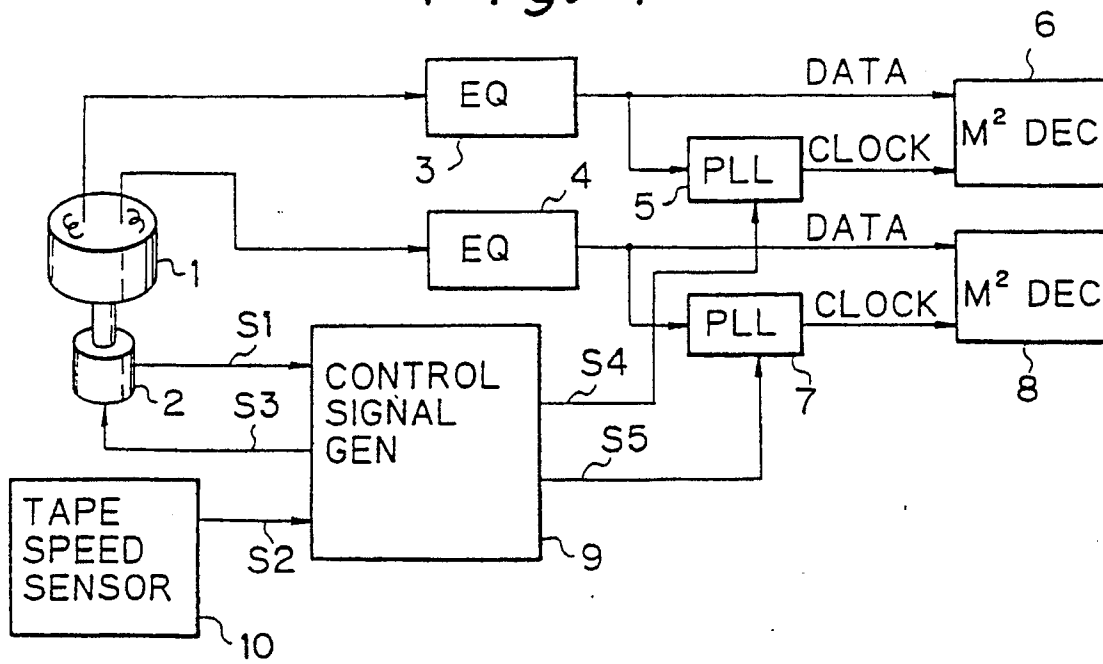 6
DATA
EQ
M² DEC
CLOCK
PLL
3
5
4
DATA
EQ
M² DEC
CLOCK
PLL
1
S1
CONTROL
SIGNAL
GEN
S4
7
8
2
S3
S5
TAPE
SPEED
SENSOR
S2
9
10